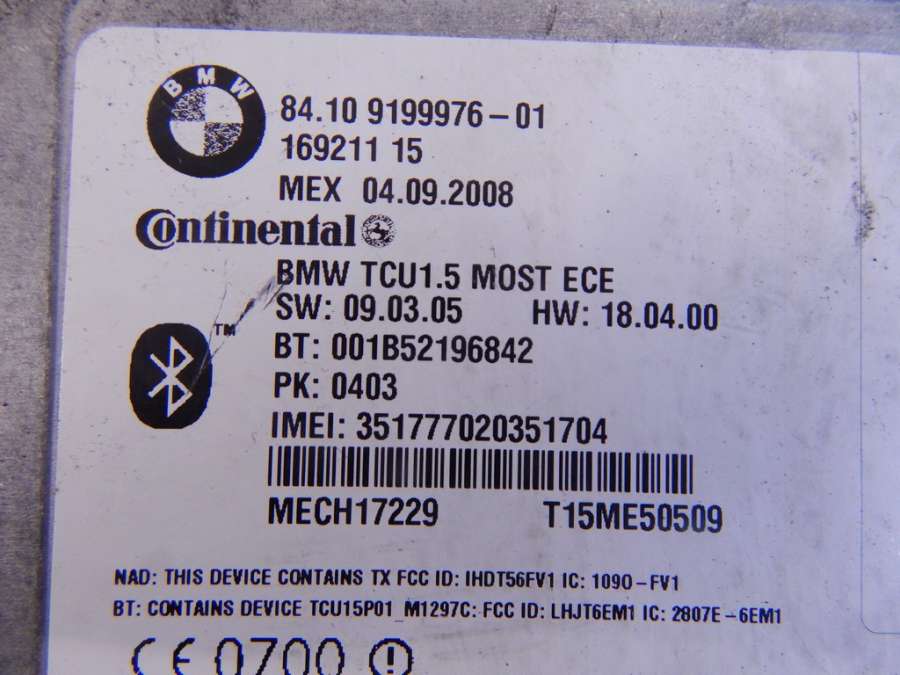 BMW
84.10 9199976-01
169211 15
MEX 04.09.2008
Continental
BMW TCU1.5 MOST ECE
SW: 09.03.05 HW: 18.04.00
TM
BT: 001B52196842
PK: 0403
IMEI: 351777020351704
MECH17229 T15ME50509
NAD: THIS DEVICE CONTAINS TX FCC ID: IHDT56FV1 IC: 1090-FV1
BT: CONTAINS DEVICE TCU15P01_M1297C: FCC ID: LHJT6EM1 IC: 2807E-6EM1
CE 0700 !